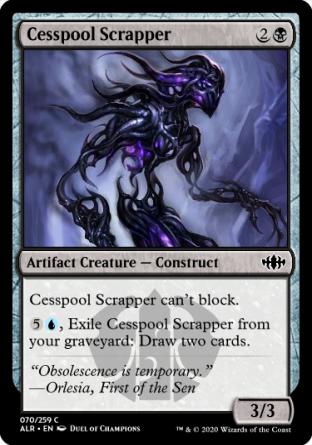 Cesspool Scrapper 2
Artifact Creature — Construct
Cesspool Scrapper can't block.
5, Exile Cesspool Scrapper from
your graveyard: Draw two cards.
"Obsolescence is temporary."
—Orlesia, First of the Sen
3/3
070/259 C
ALR • EN Duel of Champions
™ & © 2020 Wizards of the Coast